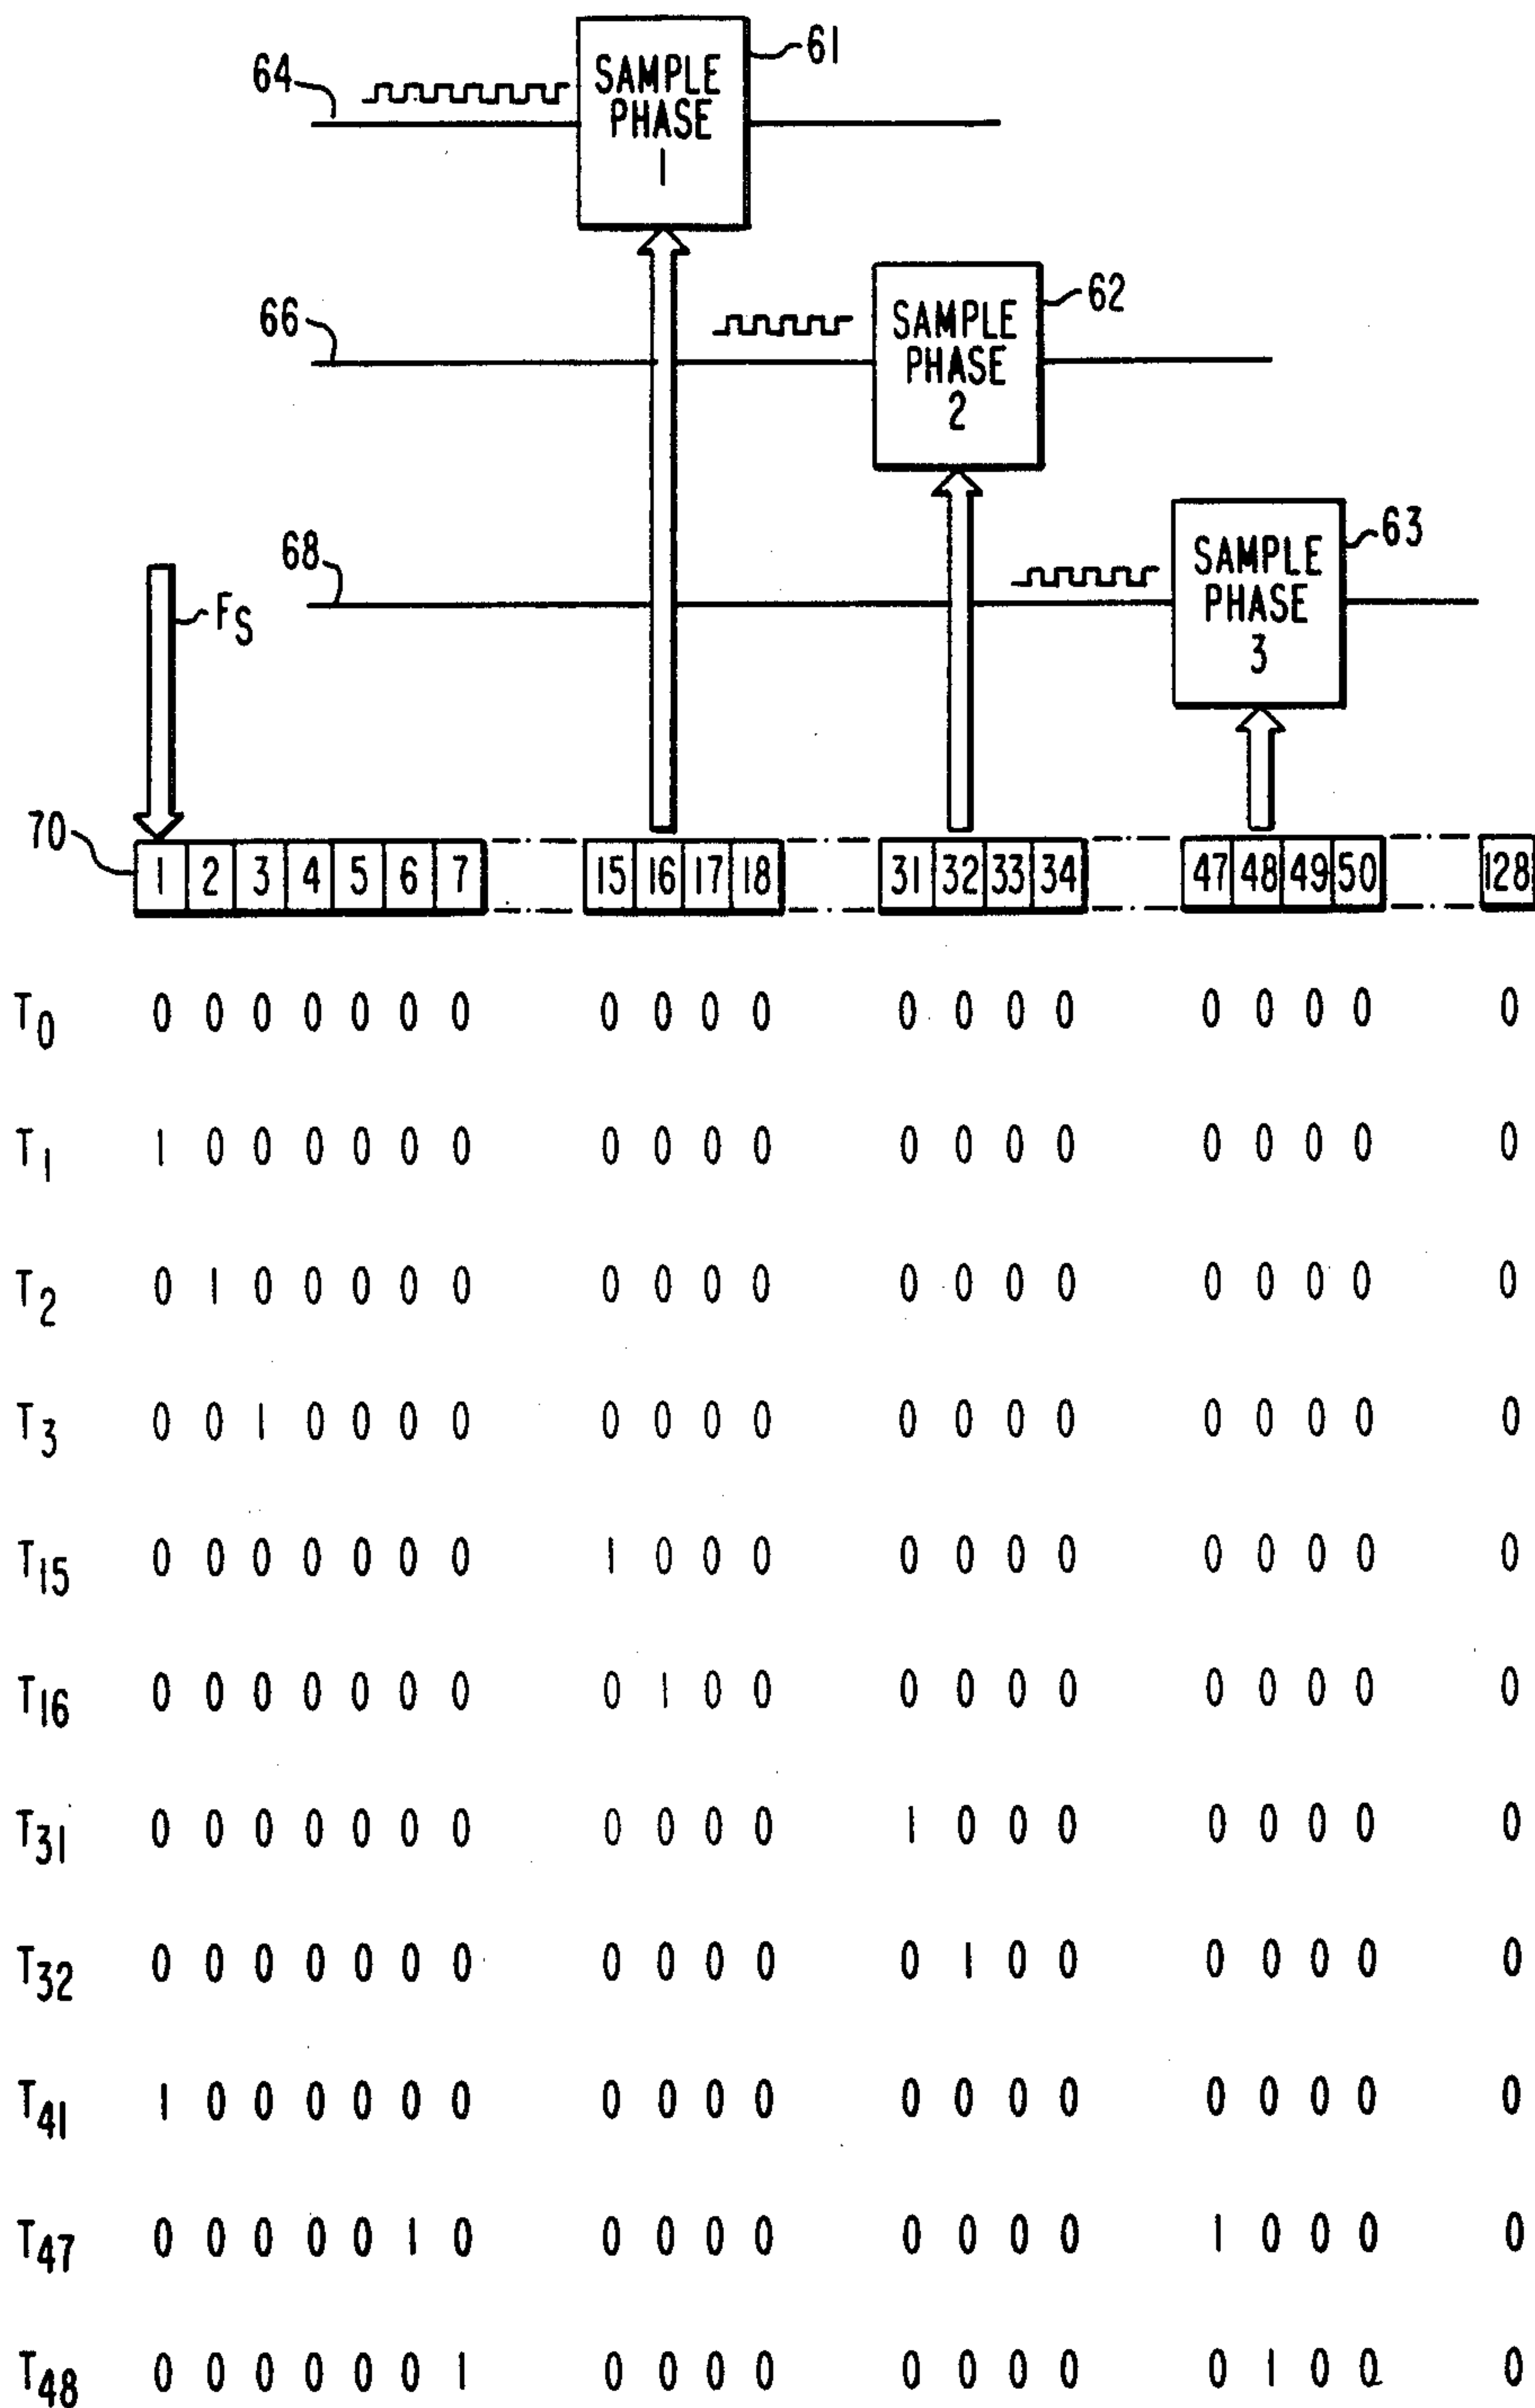 61
64
SAMPLE
PHASE
1
62
66
SAMPLE
PHASE
2
63
68
SAMPLE
PHASE
3
FS
70
1 2 3 4 5 6 7 15 16 17 18 31 32 33 34 47 48 49 50 128
T0 0 0 0 0 0 0 0 0 0 0 0 0 0 0 0 0 0 0 0 0
T1 1 0 0 0 0 0 0 0 0 0 0 0 0 0 0 0 0 0 0 0
T2 0 1 0 0 0 0 0 0 0 0 0 0 0 0 0 0 0 0 0 0
T3 0 0 1 0 0 0 0 0 0 0 0 0 0 0 0 0 0 0 0 0
T15 0 0 0 0 0 0 0 1 0 0 0 0 0 0 0 0 0 0 0 0
T16 0 0 0 0 0 0 0 0 1 0 0 0 0 0 0 0 0 0 0 0
T31 0 0 0 0 0 0 0 0 0 0 0 1 0 0 0 0 0 0 0 0
T32 0 0 0 0 0 0 0 0 0 0 0 0 1 0 0 0 0 0 0 0
T41 1 0 0 0 0 0 0 0 0 0 0 0 0 0 0 0 0 0 0 0
T47 0 0 0 0 0 1 0 0 0 0 0 0 0 0 0 1 0 0 0 0
T48 0 0 0 0 0 0 1 0 0 0 0 0 0 0 0 0 1 0 0 0